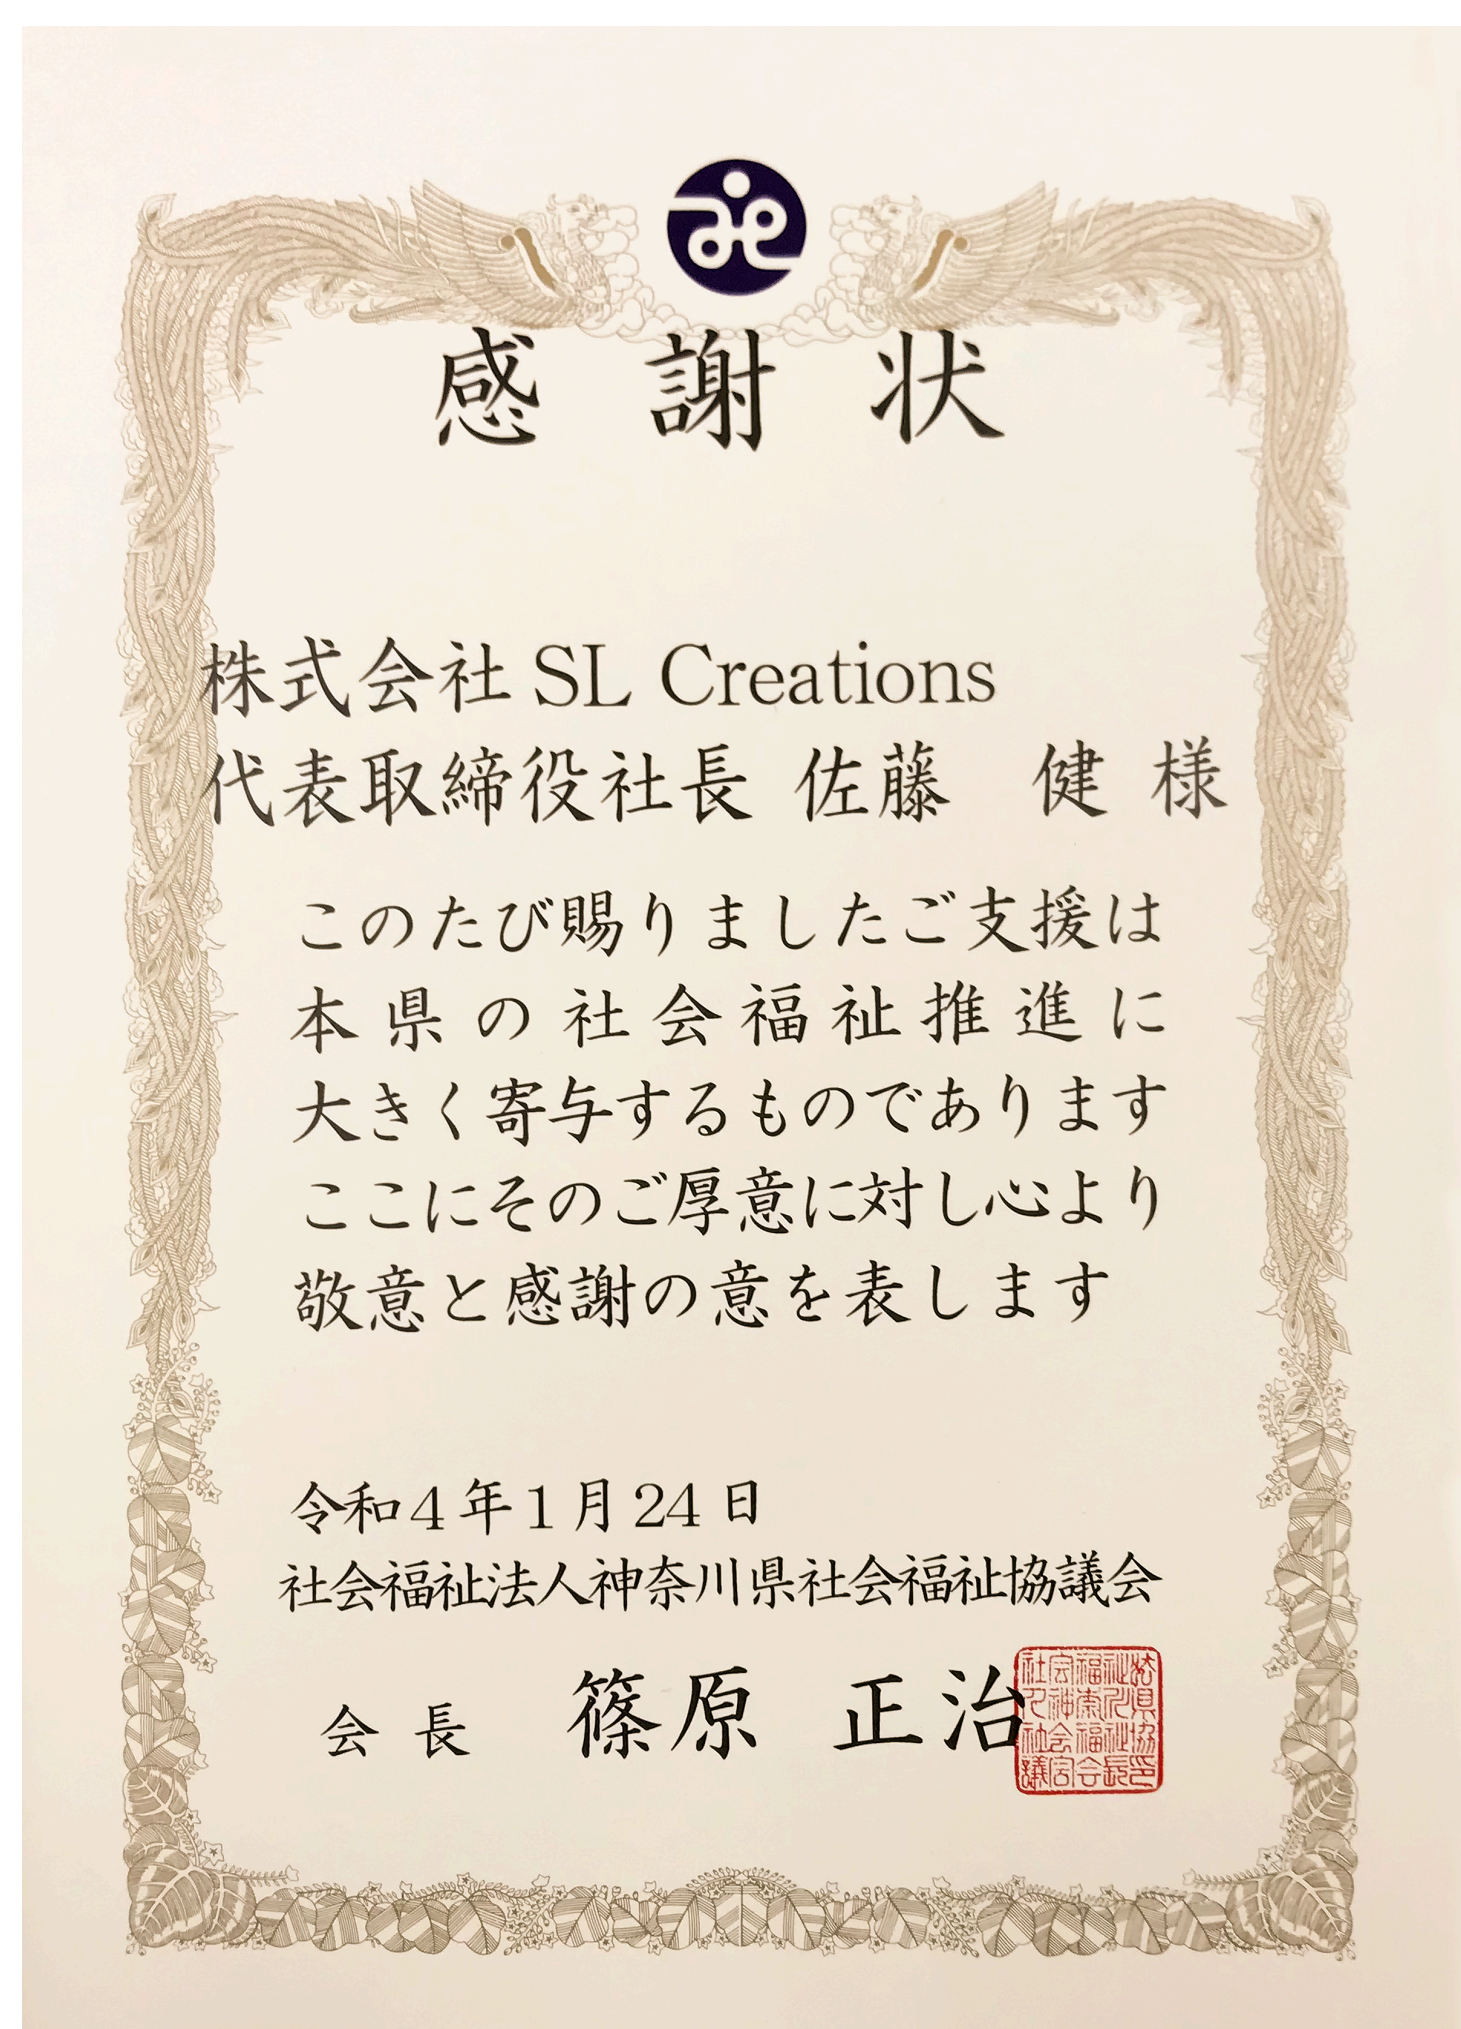 感謝状
株式会社 SL Creations
代表取締役社長 佐藤　健 様
このたび賜りましたご支援は
本県の社会福祉推進に
大きく寄与するものであります
ここにそのご厚意に対し心より
敬意と感謝の意を表します
令和4年1月24日
社会福祉法人神奈川県社会福祉協議会
会長　篠原　正治